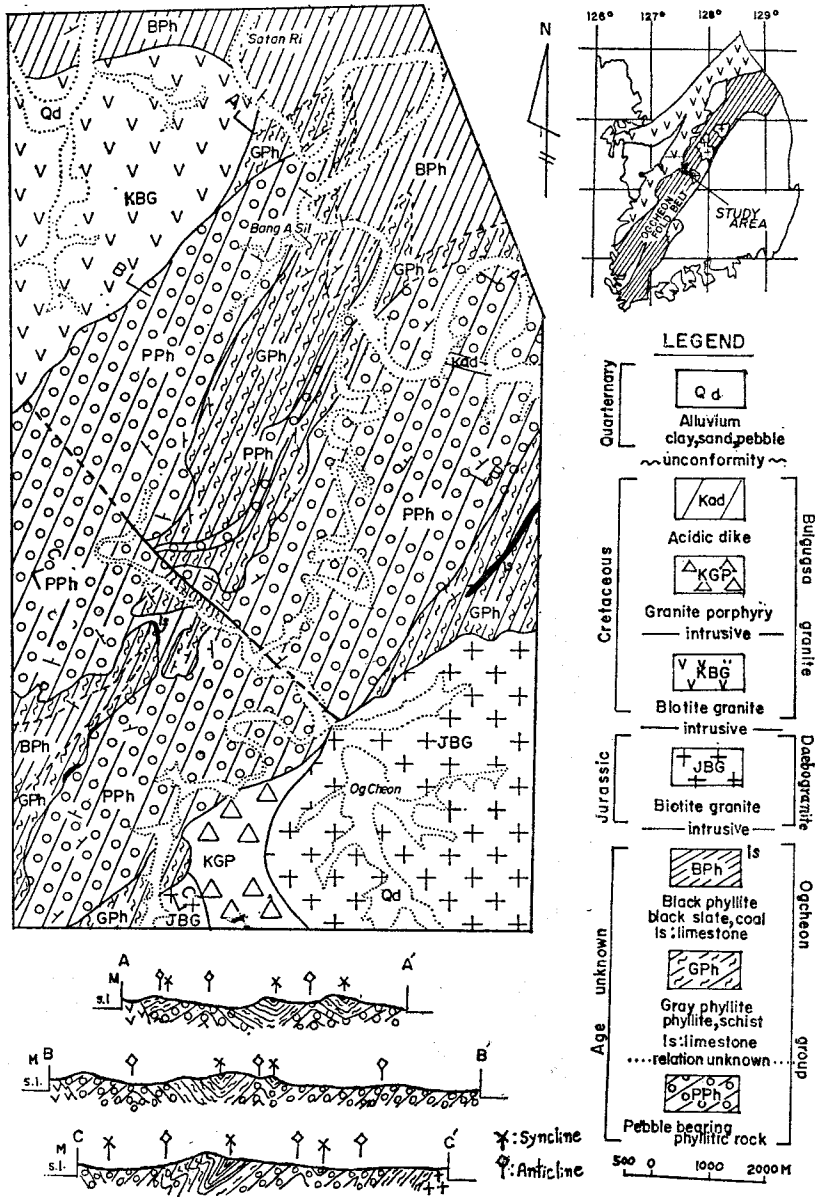 BPh
Satan Ri
Qd
A
GPh
KBG
BPh
Bang A Sil
B
GPh
PPh
GPh
Kad
PPh
B'
PPh
PPh
ls
ls
GPh
BPh
JBG
GPh
PPh
OgCheon
KGP
Qd
GPh
JBG
N
126°
127°
128°
129°
OGCHEON
FOLD BELT
STUDY
AREA
LEGEND
Quarternary
Qd
Alluvium
clay,sand,pebble
unconformity
Cretaceous
Kad
Acidic dike
KGP
Granite porphyry
intrusive
KBG
Biotite granite
intrusive
Bulgugsa granite
Jurassic
JBG
Biotite granite
intrusive
Daebogranite
Age unknown
ls
BPh
Black phyllite
black slate, coal
ls:limestone
GPh
Gray phyllite
phyllite, schist
ls:limestone
relation unknown
PPh
Pebble bearing
phyllitic rock
Ogcheon group
500 0 1000 2000 M
A A'
M
s.l
B B'
M
s.l.
C C'
M
s.l.
:Syncline
:Anticline